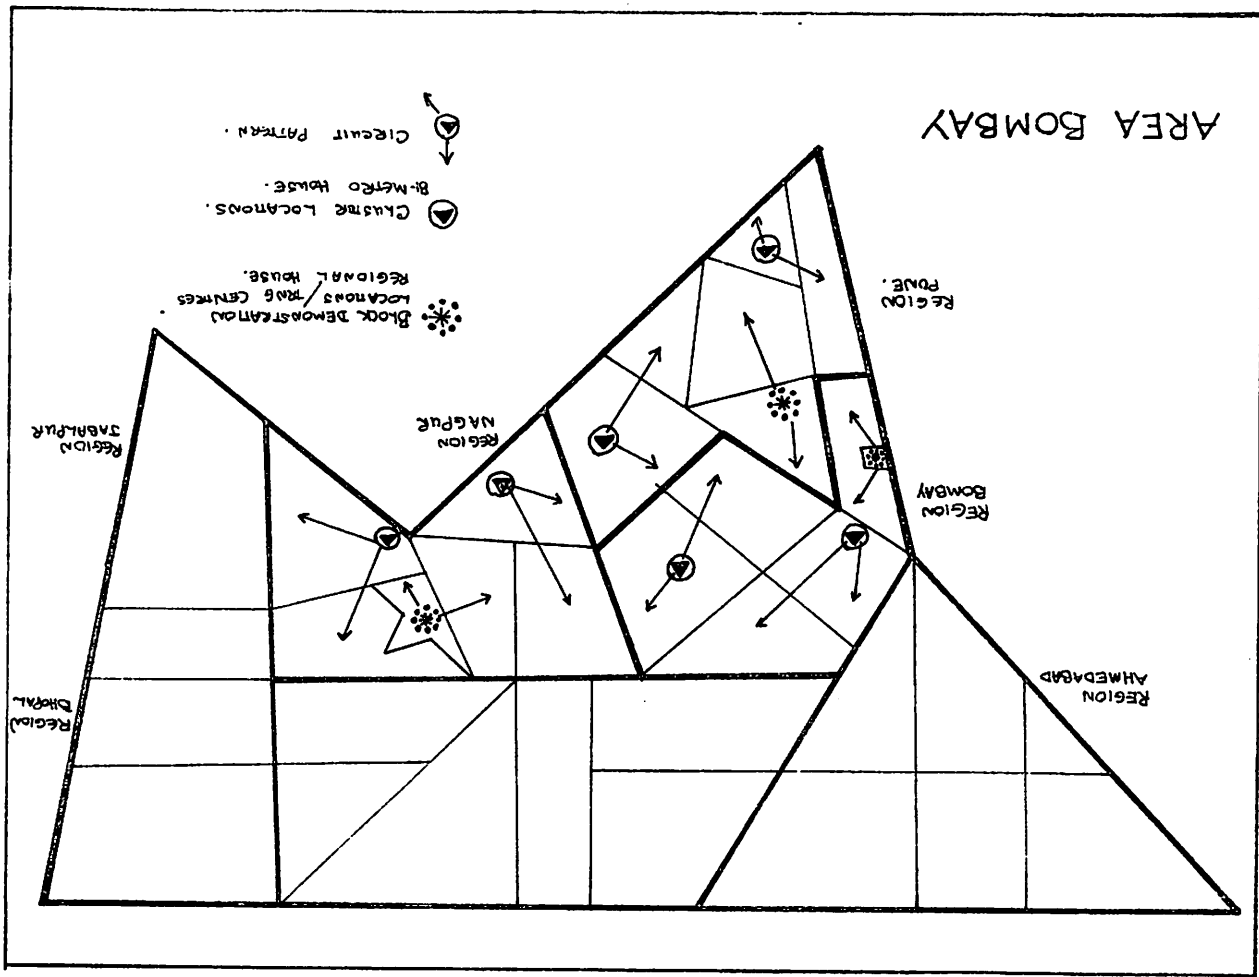 REGION
BHOPAL
REGION
AHMEDABAD
REGION
BOMBAY
REGION
NAGPUR
REGION
JABALPUR
REGION
PUNE.
BLOCK DEMONSTRATION
LOCATIONS / TRNG CENTRES
REGIONAL HOUSE.
CLUSTER LOCATIONS.
BI-METRO HOUSE.
CIRCUIT PATTERN.
AREA BOMBAY